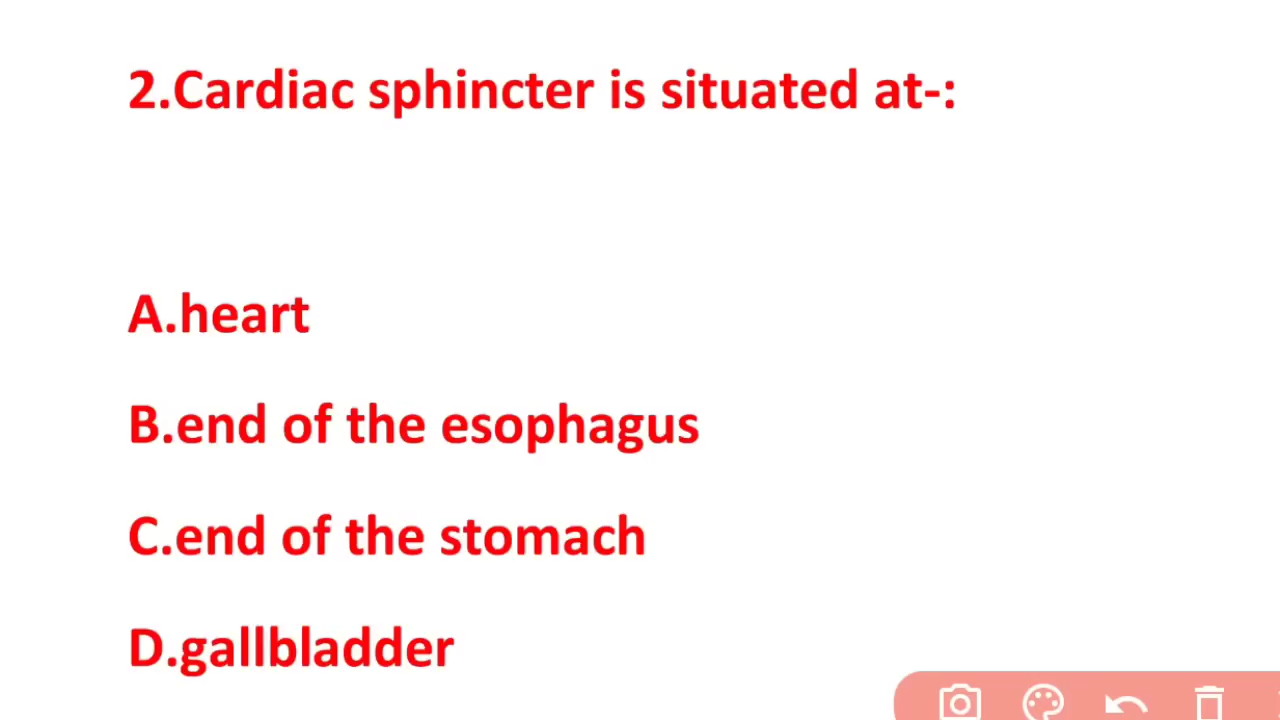 2.Cardiac sphincter is situated at-:
A.heart
B.end of the esophagus
C.end of the stomach
D.gallbladder